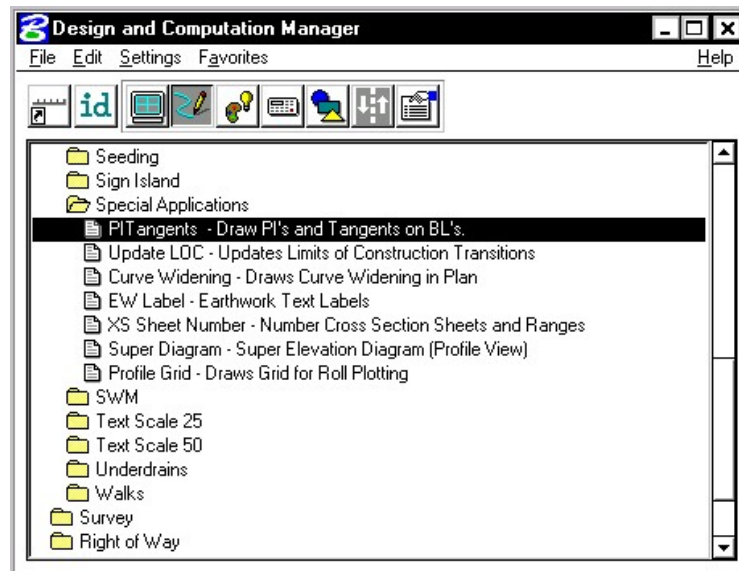 Design and Computation Manager
File Edit Settings Favorites Help
id
Seeding
Sign Island
Special Applications
PITangents - Draw PI's and Tangents on BL's.
Update LOC - Updates Limits of Construction Transitions
Curve Widening - Draws Curve Widening in Plan
EW Label - Earthwork Text Labels
XS Sheet Number - Number Cross Section Sheets and Ranges
Super Diagram - Super Elevation Diagram (Profile View)
Profile Grid - Draws Grid for Roll Plotting
SWM
Text Scale 25
Text Scale 50
Underdrains
Walks
Survey
Right of Way